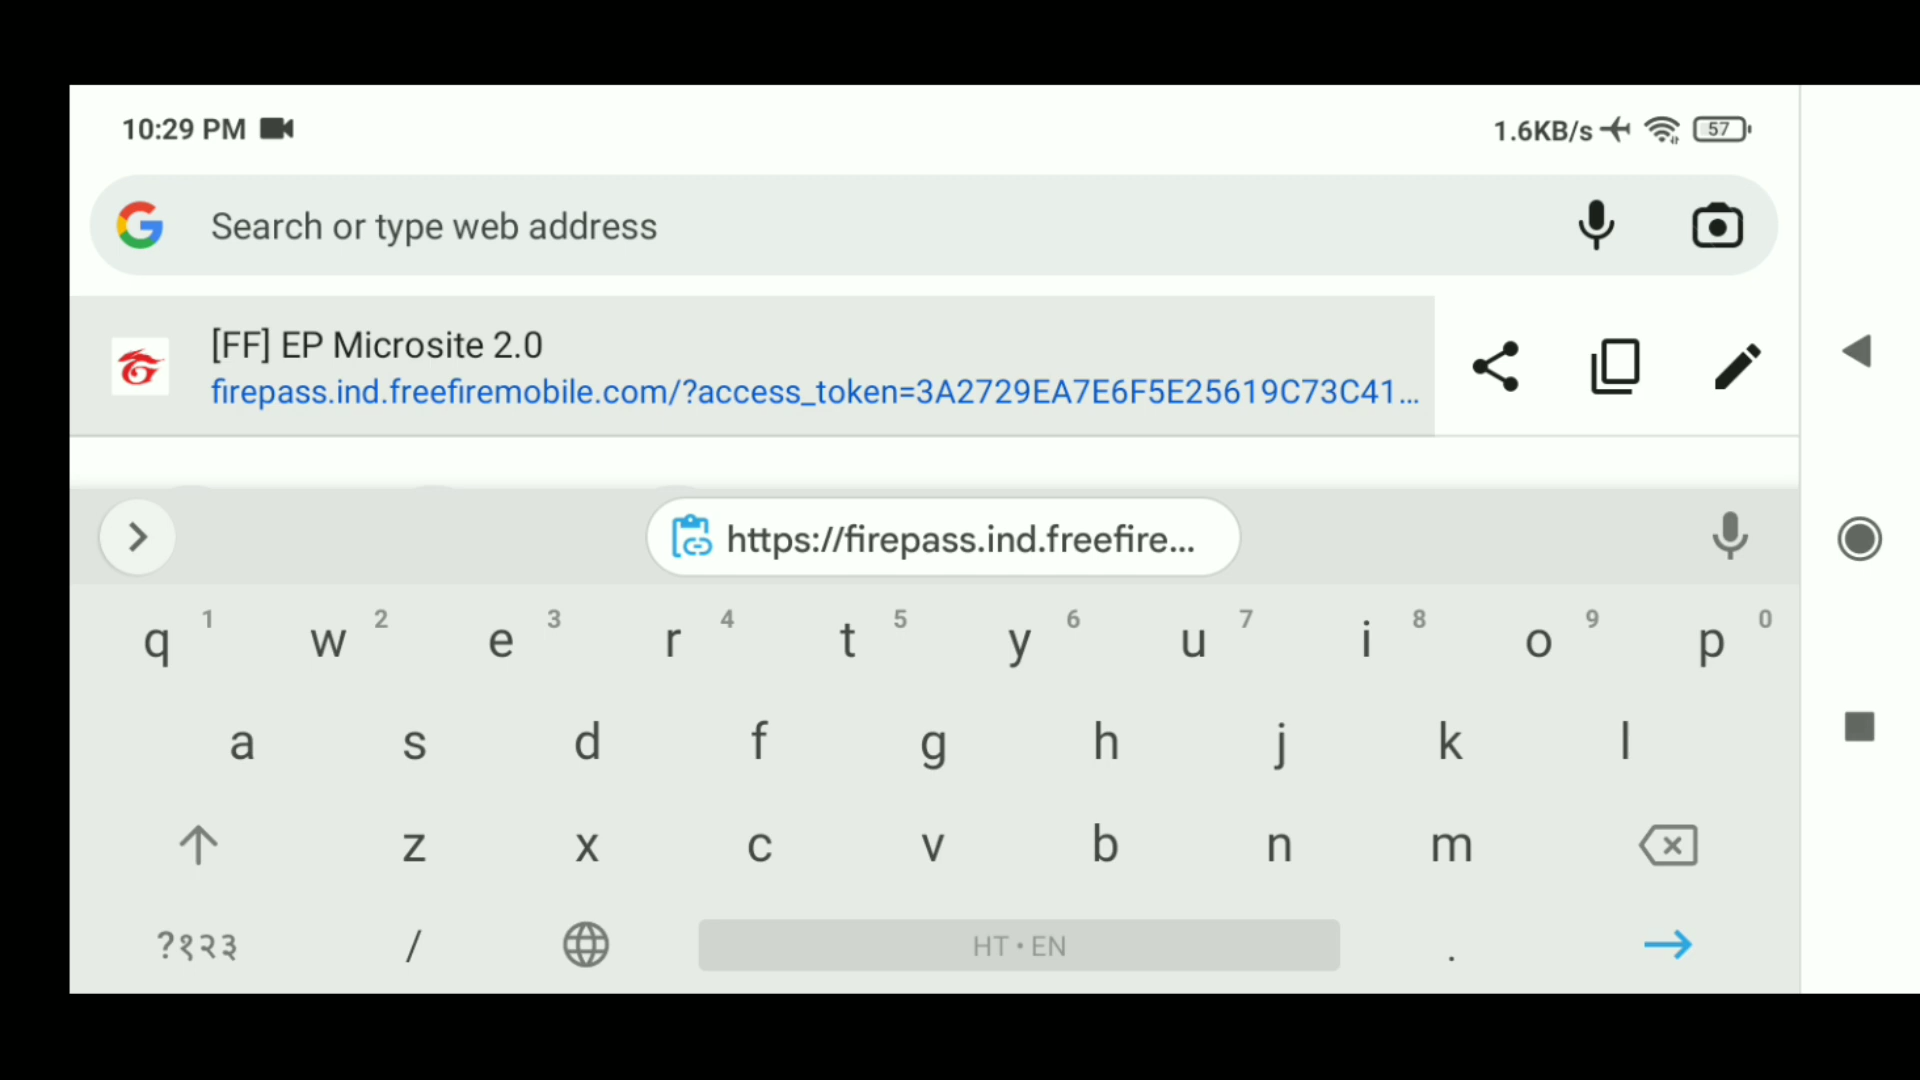 10:29 PM
1.6KB/s 57
Search or type web address
[FF] EP Microsite 2.0
firepass.ind.freefiremobile.com/?access_token=3A2729EA7E6F5E25619C73C41...
https://firepass.ind.freefire...
q 1 w 2 e 3 r 4 t 5 y 6 u 7 i 8 o 9 p 0
a s d f g h j k l
z x c v b n m
?१२३ / HT • EN .